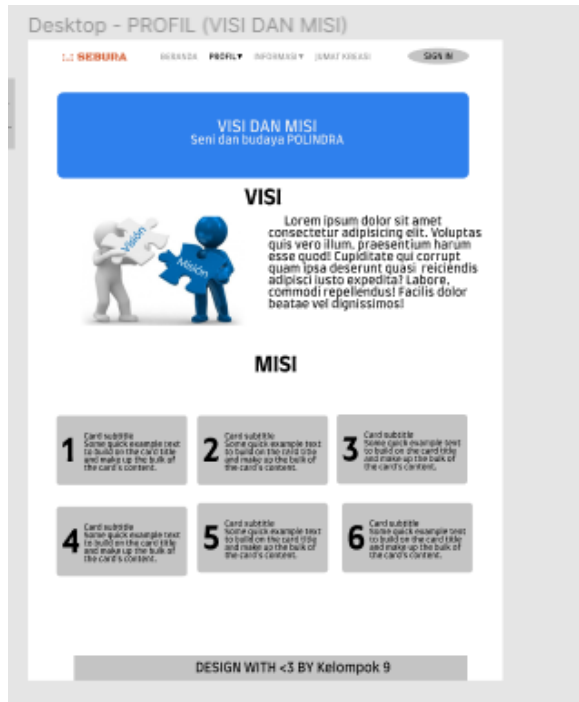 Desktop - PROFIL (VISI DAN MISI)
SEBURA BERANDA PROFIL▼ INFORMASI▼ JUMAT KREASI SIGN IN
VISI DAN MISI
Seni dan budaya POLINDRA
VISI
Visión
Misión
Lorem ipsum dolor sit amet
consectetur adipisicing elit. Voluptas
quis vero illum, praesentium harum
esse quod! Cupiditate qui corrupt
quam ipsa deserunt quasi reiciendis
adipisci iusto expedita? Labore,
commodi repellendus! Facilis dolor
beatae vel dignissimos!
MISI
1
Card subtitle
Some quick example text
to build on the card title
and make up the bulk of
the card's content.
2
Card subtitle
Some quick example text
to build on the card title
and make up the bulk of
the card's content.
3
Card subtitle
Some quick example text
to build on the card title
and make up the bulk of
the card's content.
4
Card subtitle
Some quick example text
to build on the card title
and make up the bulk of
the card's content.
5
Card subtitle
Some quick example text
to build on the card title
and make up the bulk of
the card's content.
6
Card subtitle
Some quick example text
to build on the card title
and make up the bulk of
the card's content.
DESIGN WITH <3 BY Kelompok 9